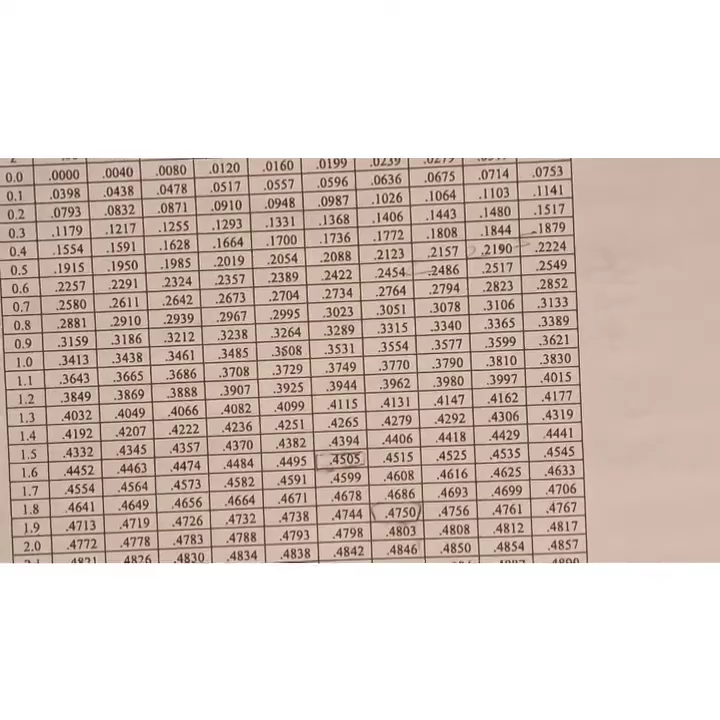 0.0 .0000 .0040 .0080 .0120 .0160 .0199 .0239 .0279
0.1 .0398 .0438 .0478 .0517 .0557 .0596 .0636 .0675 .0714 .0753
0.2 .0793 .0832 .0871 .0910 .0948 .0987 .1026 .1064 .1103 .1141
0.3 .1179 .1217 .1255 .1293 .1331 .1368 .1406 .1443 .1480 .1517
0.4 .1554 .1591 .1628 .1664 .1700 .1736 .1772 .1808 .1844 .1879
0.5 .1915 .1950 .1985 .2019 .2054 .2088 .2123 .2157 .2190 .2224
0.6 .2257 .2291 .2324 .2357 .2389 .2422 .2454 .2486 .2517 .2549
0.7 .2580 .2611 .2642 .2673 .2704 .2734 .2764 .2794 .2823 .2852
0.8 .2881 .2910 .2939 .2967 .2995 .3023 .3051 .3078 .3106 .3133
0.9 .3159 .3186 .3212 .3238 .3264 .3289 .3315 .3340 .3365 .3389
1.0 .3413 .3438 .3461 .3485 .3508 .3531 .3554 .3577 .3599 .3621
1.1 .3643 .3665 .3686 .3708 .3729 .3749 .3770 .3790 .3810 .3830
1.2 .3849 .3869 .3888 .3907 .3925 .3944 .3962 .3980 .3997 .4015
1.3 .4032 .4049 .4066 .4082 .4099 .4115 .4131 .4147 .4162 .4177
1.4 .4192 .4207 .4222 .4236 .4251 .4265 .4279 .4292 .4306 .4319
1.5 .4332 .4345 .4357 .4370 .4382 .4394 .4406 .4418 .4429 .4441
1.6 .4452 .4463 .4474 .4484 .4495 .4505 .4515 .4525 .4535 .4545
1.7 .4554 .4564 .4573 .4582 .4591 .4599 .4608 .4616 .4625 .4633
1.8 .4641 .4649 .4656 .4664 .4671 .4678 .4686 .4693 .4699 .4706
1.9 .4713 .4719 .4726 .4732 .4738 .4744 .4750 .4756 .4761 .4767
2.0 .4772 .4778 .4783 .4788 .4793 .4798 .4803 .4808 .4812 .4817
2.1 .4821 .4826 .4830 .4834 .4838 .4842 .4846 .4850 .4854 .4857